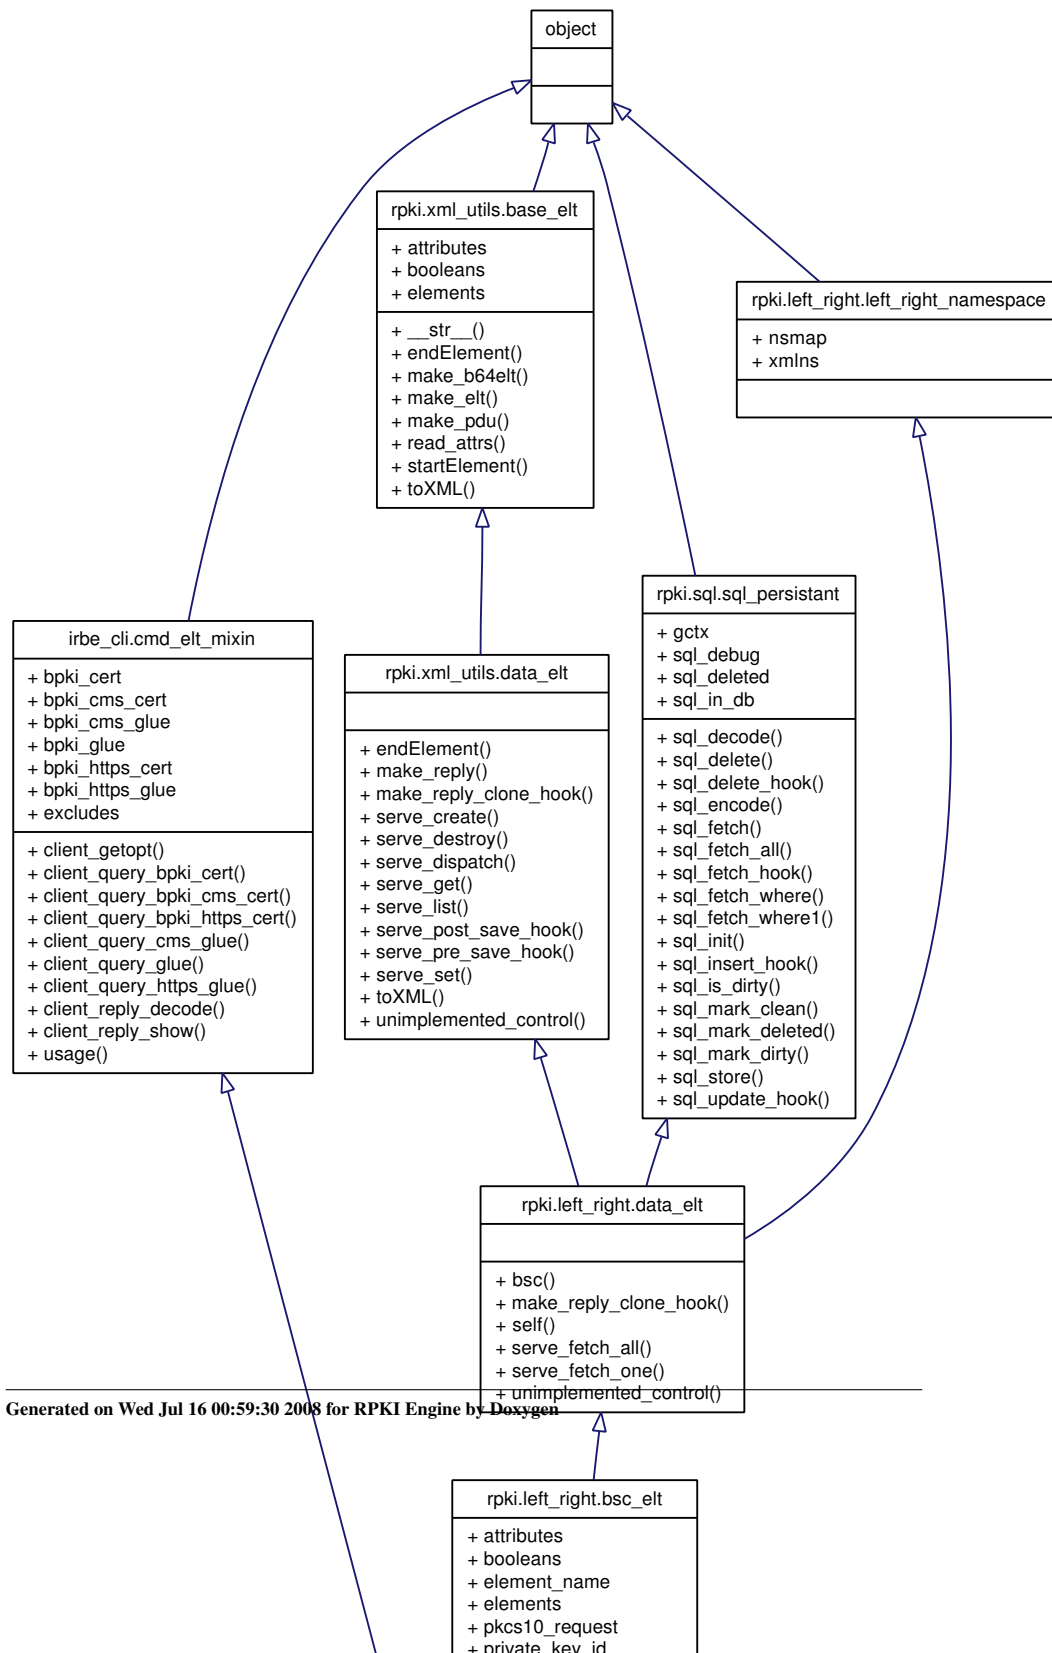 object
rpki.xml_utils.base_elt
+ attributes
+ booleans
+ elements
+ __str__()
+ endElement()
+ make_b64elt()
+ make_elt()
+ make_pdu()
+ read_attrs()
+ startElement()
+ toXML()
rpki.left_right.left_right_namespace
+ nsmap
+ xmlns
irbe_cli.cmd_elt_mixin
+ bpki_cert
+ bpki_cms_cert
+ bpki_cms_glue
+ bpki_glue
+ bpki_https_cert
+ bpki_https_glue
+ excludes
+ client_getopt()
+ client_query_bpki_cert()
+ client_query_bpki_cms_cert()
+ client_query_bpki_https_cert()
+ client_query_cms_glue()
+ client_query_glue()
+ client_query_https_glue()
+ client_reply_decode()
+ client_reply_show()
+ usage()
rpki.xml_utils.data_elt
+ endElement()
+ make_reply()
+ make_reply_clone_hook()
+ serve_create()
+ serve_destroy()
+ serve_dispatch()
+ serve_get()
+ serve_list()
+ serve_post_save_hook()
+ serve_pre_save_hook()
+ serve_set()
+ toXML()
+ unimplemented_control()
rpki.sql.sql_persistant
+ gctx
+ sql_debug
+ sql_deleted
+ sql_in_db
+ sql_decode()
+ sql_delete()
+ sql_delete_hook()
+ sql_encode()
+ sql_fetch()
+ sql_fetch_all()
+ sql_fetch_hook()
+ sql_fetch_where()
+ sql_fetch_where1()
+ sql_init()
+ sql_insert_hook()
+ sql_is_dirty()
+ sql_mark_clean()
+ sql_mark_deleted()
+ sql_mark_dirty()
+ sql_store()
+ sql_update_hook()
rpki.left_right.data_elt
+ bsc()
+ make_reply_clone_hook()
+ self()
+ serve_fetch_all()
+ serve_fetch_one()
+ unimplemented_control()
Generated on Wed Jul 16 00:59:30 2008 for RPKI Engine by Doxygen
rpki.left_right.bsc_elt
+ attributes
+ booleans
+ element_name
+ elements
+ pkcs10_request
+ private_key_id